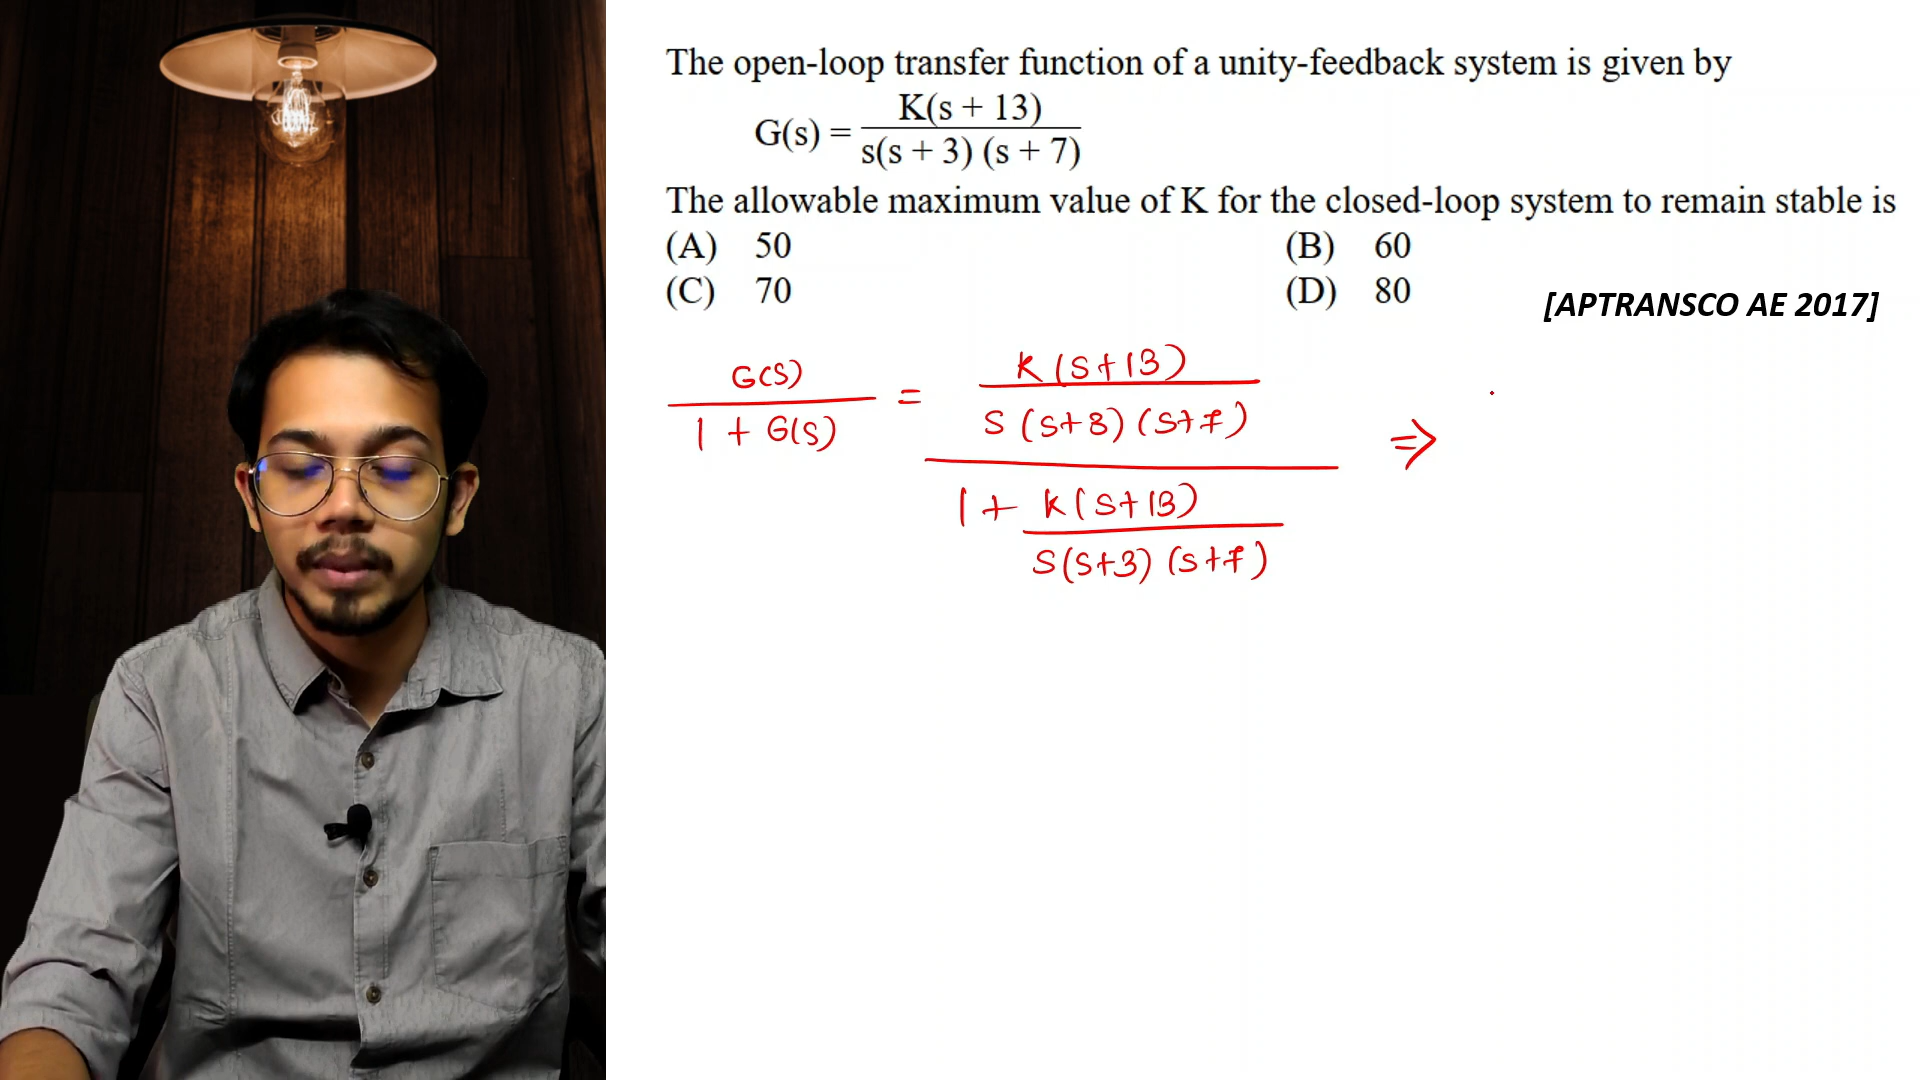 The open-loop transfer function of a unity-feedback system is given by
G(s) = K(s + 13) / s(s + 3) (s + 7)
The allowable maximum value of K for the closed-loop system to remain stable is
(A) 50 (B) 60
(C) 70 (D) 80
[APTRANSCO AE 2017]
G(S) / 1 + G(S) = K(S+13) / S(S+3)(S+7) / 1 + K(S+13) / S(S+3)(S+7) ⇒